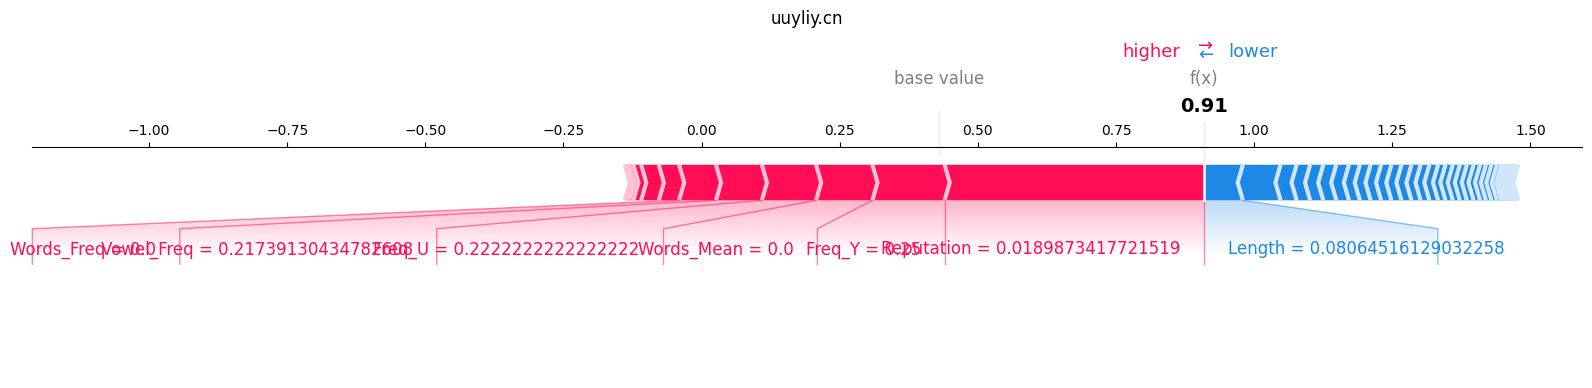 uuyliy.cn
higher ⇄ lower
base value f(x)
0.91
−1.00 −0.75 −0.50 −0.25 0.00 0.25 0.50 0.75 1.00 1.25 1.50
Words_Freq = 0.0 Vowel_Freq = 0.21739130434782608 Freq_U = 0.2222222222222222 Words_Mean = 0.0 Freq_Y = 0.25 Reputation = 0.0189873417721519 Length = 0.08064516129032258